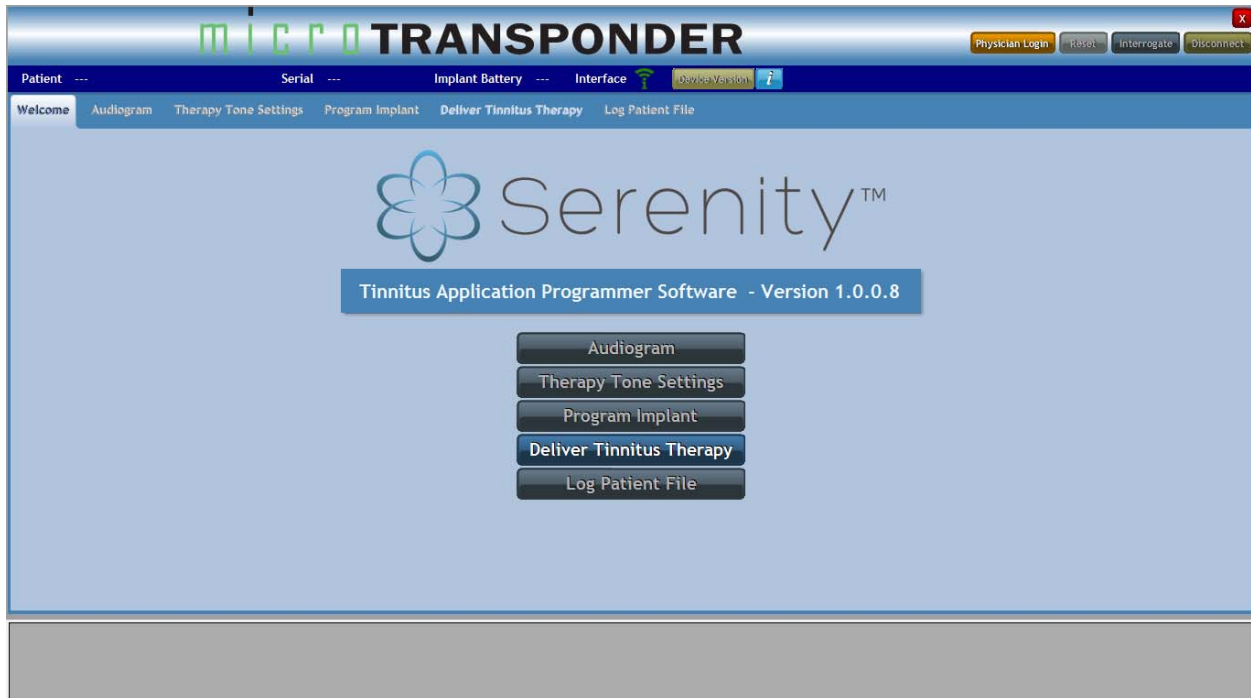 micro TRANSPONDER
X
Physician Login Reset Interrogate Disconnect
Patient --- Serial --- Implant Battery --- Interface Device Version i
Welcome Audiogram Therapy Tone Settings Program Implant Deliver Tinnitus Therapy Log Patient File
Serenity™
Tinnitus Application Programmer Software - Version 1.0.0.8
Audiogram
Therapy Tone Settings
Program Implant
Deliver Tinnitus Therapy
Log Patient File